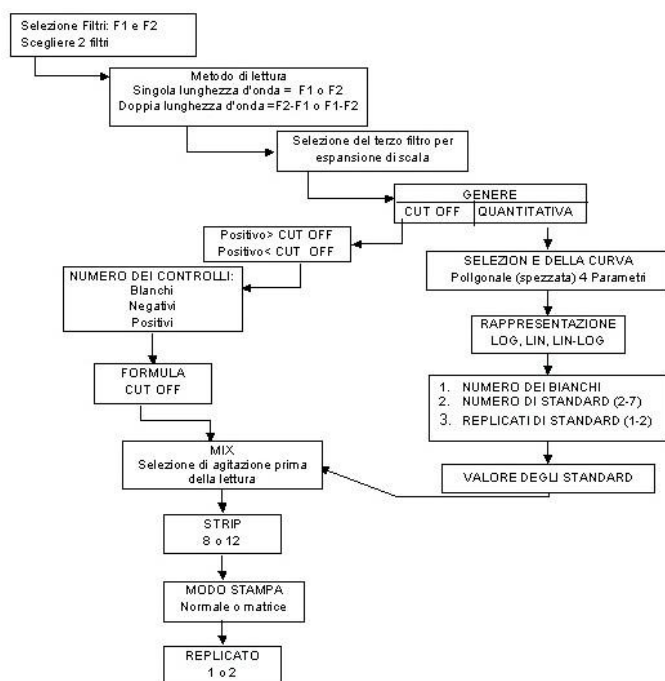 Selezione Filtri: F1 e F2
Scegliere 2 filtri
Metodo di lettura
Singola lunghezza d'onda = F1 o F2
Doppia lunghezza d'onda =F2-F1 o F1-F2
Selezione del terzo filtro per
espansione di scala
GENERE
CUT OFF
QUANTITATIVA
Positivo> CUT OFF
Positivo< CUT OFF
SELEZION E DELLA CURVA
Poligonale (spezzata) 4 Parametri
NUMERO DEI CONTROLLI:
Bianchi
Negativi
Positivi
RAPPRESENTAZIONE
LOG, LIN, LIN-LOG
FORMULA
CUT OFF
1. NUMERO DEI BIANCHI
2. NUMERO DI STANDARD (2-7)
3. REPLICATI DI STANDARD (1-2)
MIX
Selezione di agitazione prima
della lettura
VALORE DEGLI STANDARD
STRIP
8 o 12
MODO STAMPA
Normale o matrice
REPLICATO
1 o 2